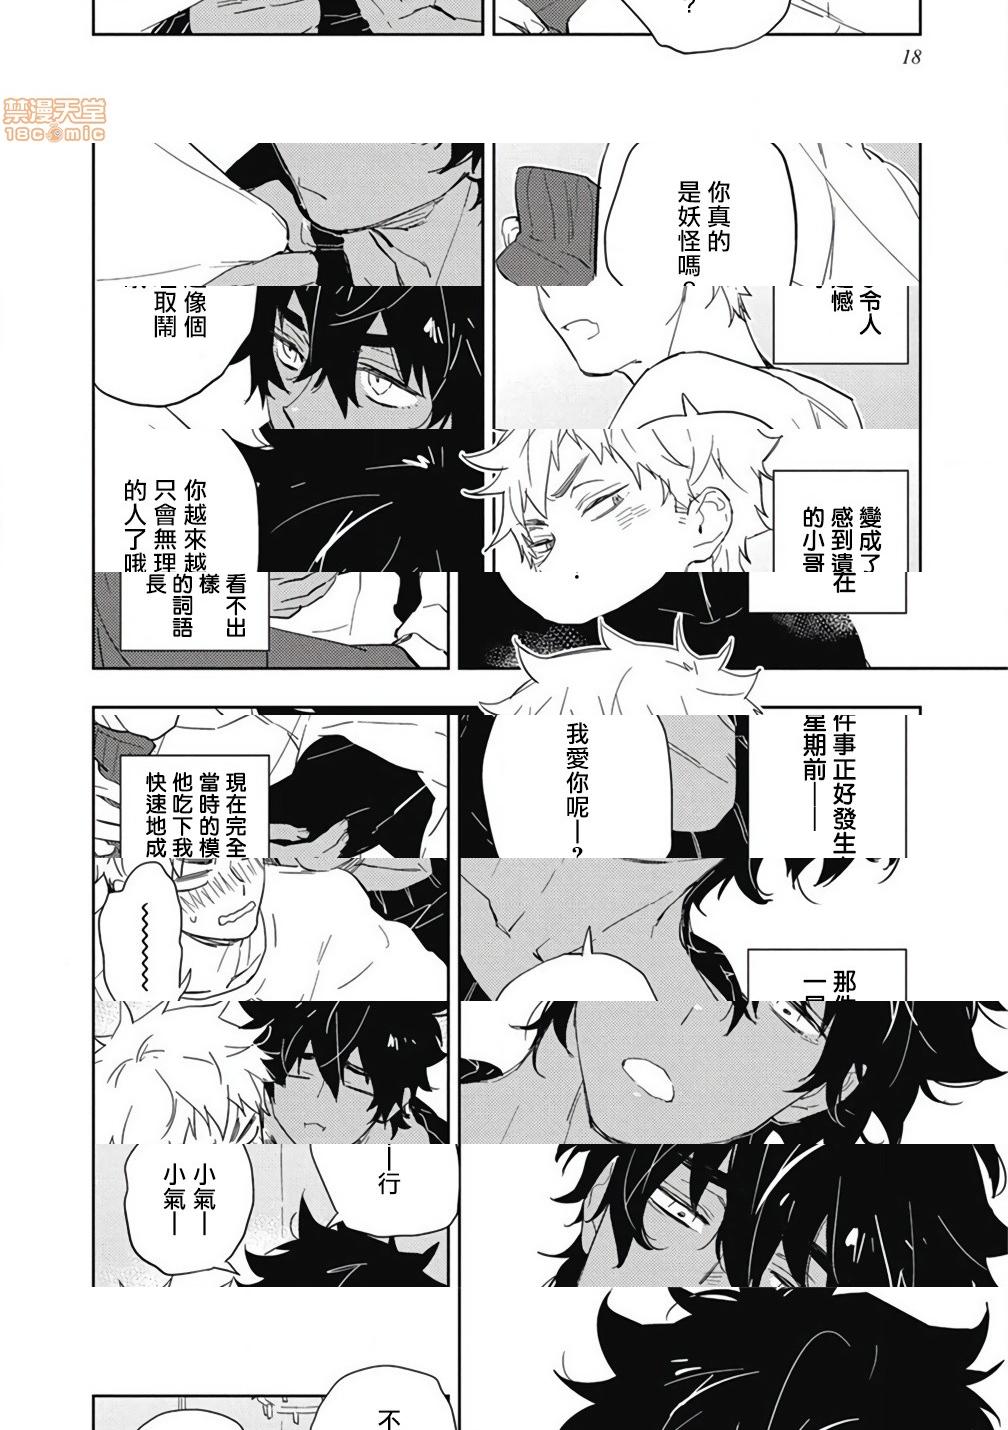 ?
18
禁漫天堂
18comic
你真的
是妖怪嗎?
令人
憾
像個
取鬧
變成了
感到遺
在
的小哥
你越來越
只會無理
的人了哦
看不出
樣
的詞語
長
件事正好發生
星期前——
我愛你呢—?
現在完全
當時的模
他吃下我
快速地成
那件
一
—行
小氣—
小氣—
不